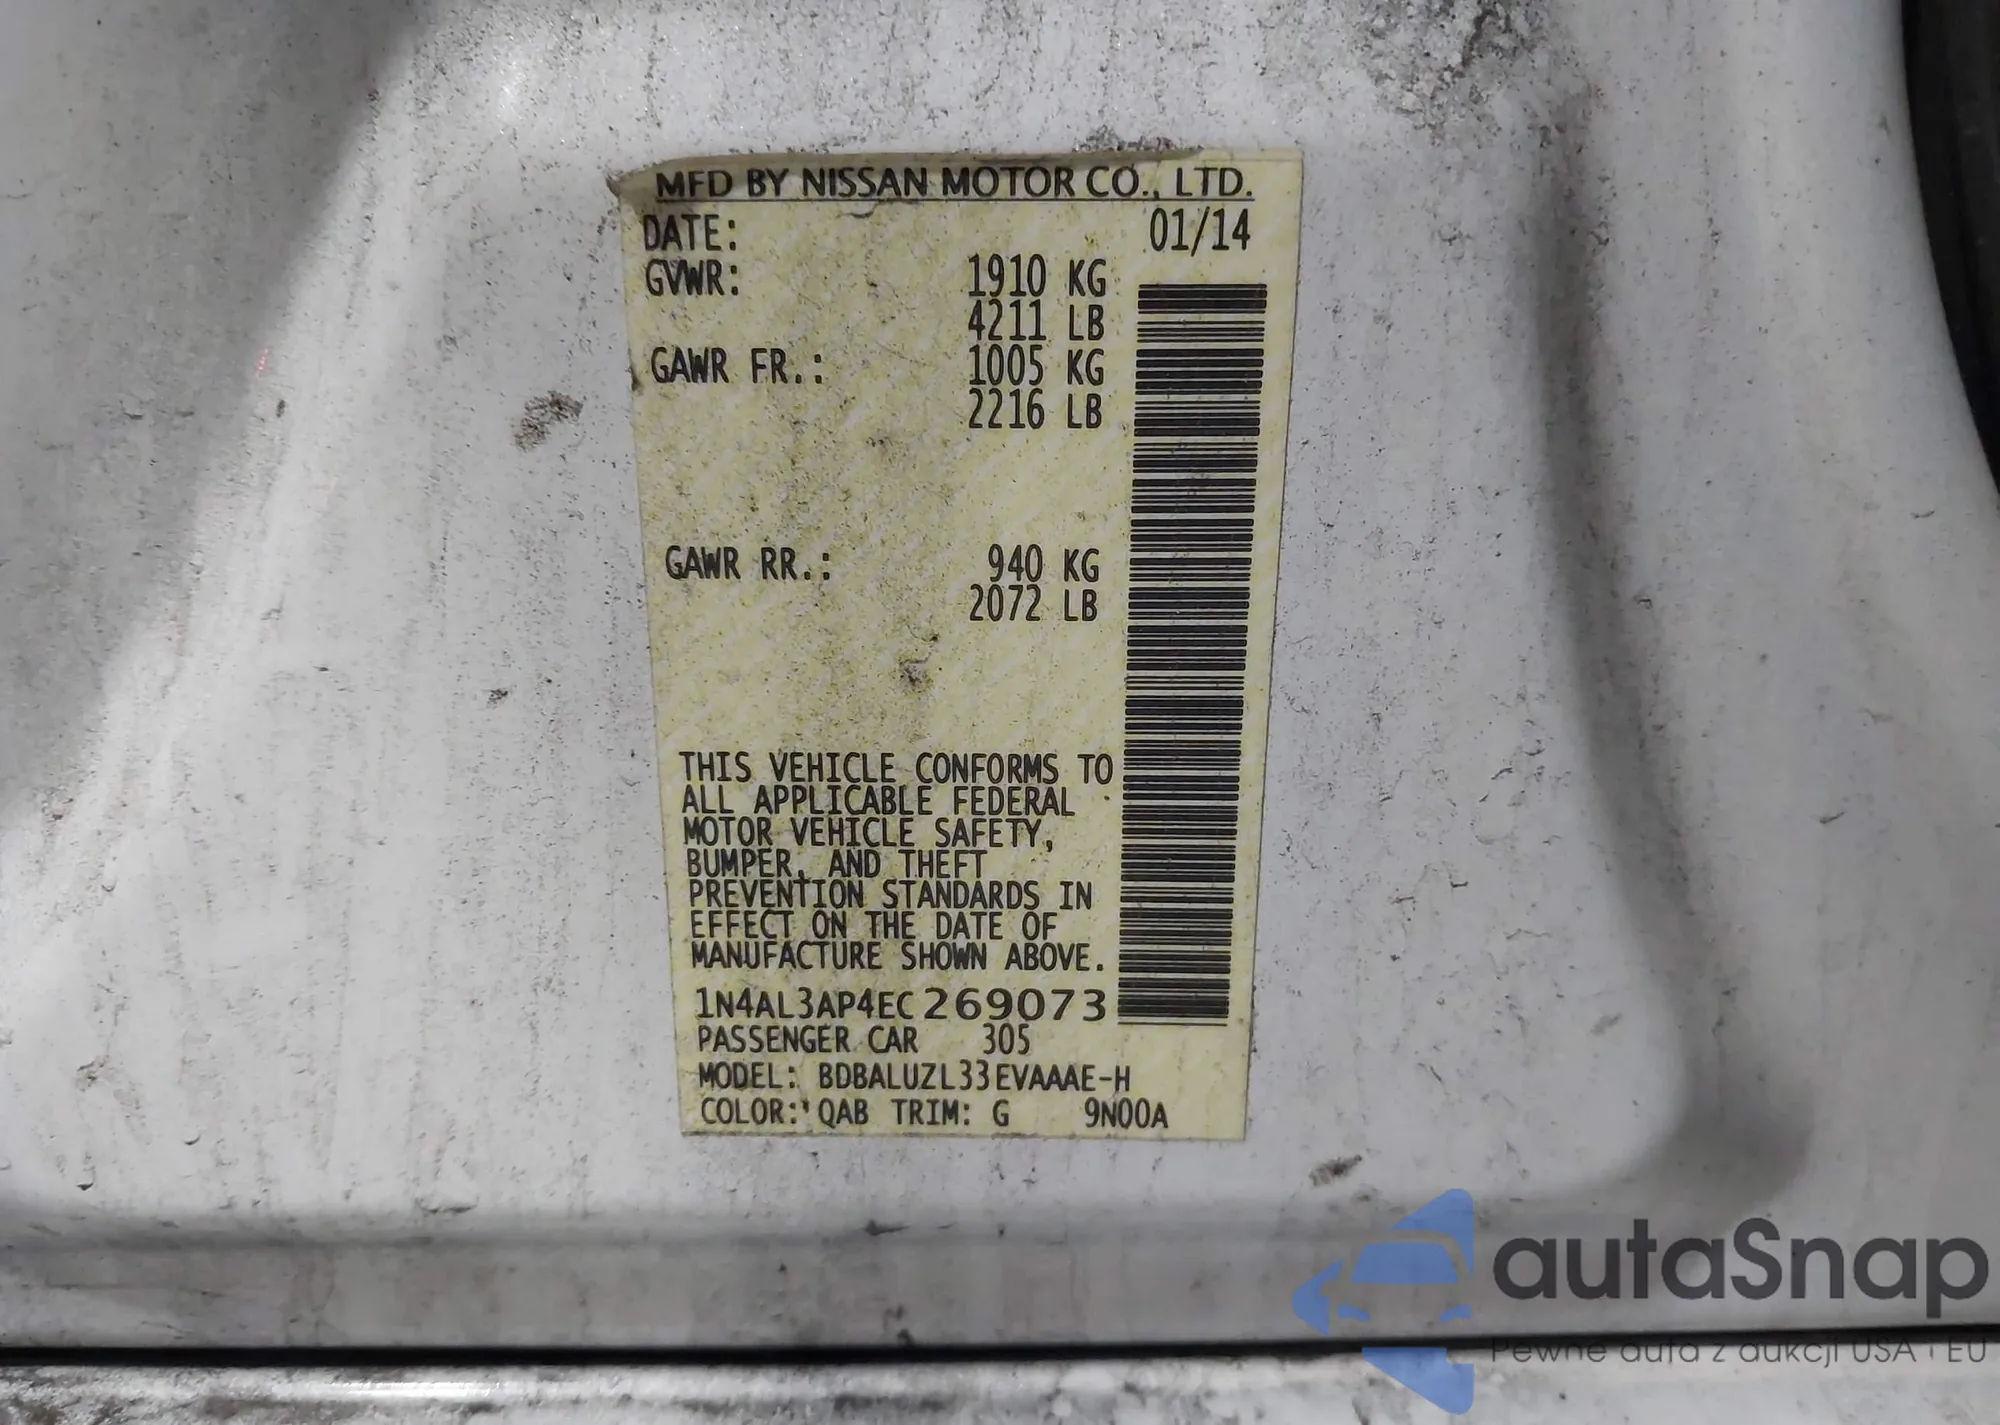 MFD BY NISSAN MOTOR CO., LTD.
DATE: 01/14
GVWR: 1910 KG
4211 LB
GAWR FR.: 1005 KG
2216 LB
GAWR RR.: 940 KG
2072 LB
THIS VEHICLE CONFORMS TO
ALL APPLICABLE FEDERAL
MOTOR VEHICLE SAFETY,
BUMPER, AND THEFT
PREVENTION STANDARDS IN
EFFECT ON THE DATE OF
MANUFACTURE SHOWN ABOVE.
1N4AL3AP4EC269073
PASSENGER CAR 305
MODEL: BDBALUZL33EVAAAE-H
COLOR: QAB TRIM: G 9N00A
autaSnap
Pewne auta z aukcji USA i EU